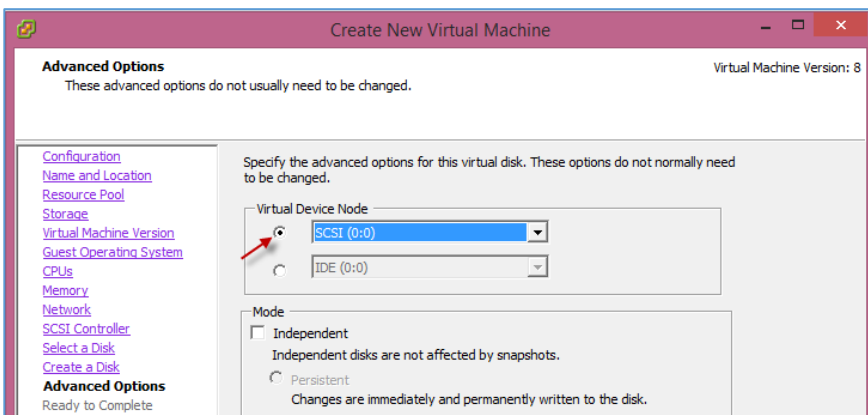 Create New Virtual Machine
Advanced Options
These advanced options do not usually need to be changed.
Virtual Machine Version: 8
Configuration
Name and Location
Resource Pool
Storage
Virtual Machine Version
Guest Operating System
CPUs
Memory
Network
SCSI Controller
Select a Disk
Create a Disk
Advanced Options
Ready to Complete
Specify the advanced options for this virtual disk. These options do not normally need
to be changed.
Virtual Device Node
SCSI (0:0)
IDE (0:0)
Mode
Independent
Independent disks are not affected by snapshots.
Persistent
Changes are immediately and permanently written to the disk.